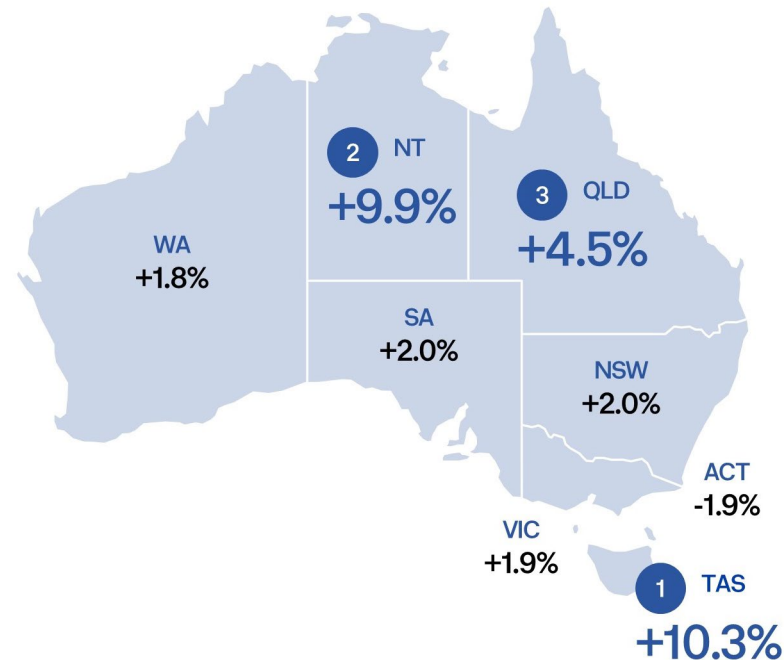 2 NT
+9.9%
3 QLD
+4.5%
WA
+1.8%
SA
+2.0%
NSW
+2.0%
ACT
-1.9%
VIC
+1.9%
1 TAS
+10.3%